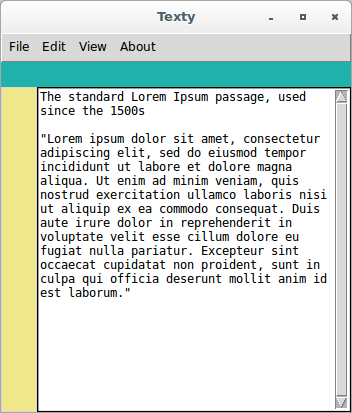 Texty
File Edit View About
The standard Lorem Ipsum passage, used
since the 1500s
"Lorem ipsum dolor sit amet, consectetur
adipiscing elit, sed do eiusmod tempor
incididunt ut labore et dolore magna
aliqua. Ut enim ad minim veniam, quis
nostrud exercitation ullamco laboris nisi
ut aliquip ex ea commodo consequat. Duis
aute irure dolor in reprehenderit in
voluptate velit esse cillum dolore eu
fugiat nulla pariatur. Excepteur sint
occaecat cupidatat non proident, sunt in
culpa qui officia deserunt mollit anim id
est laborum."